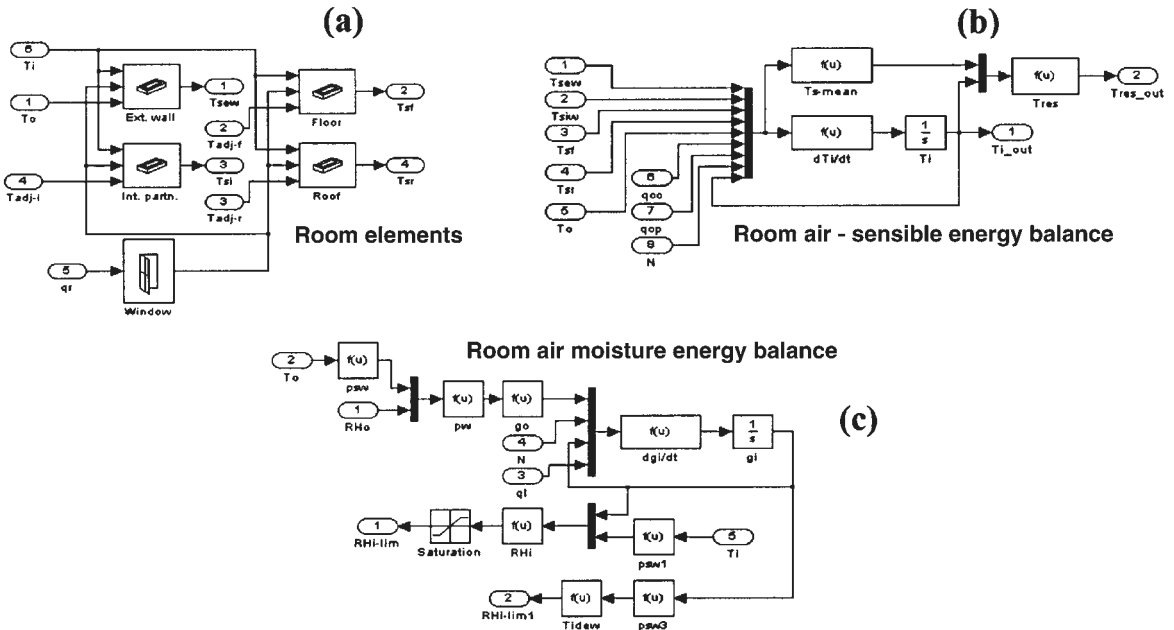 (a)
6
Ti
1
To
Ext. wall
1
Tsew
2
Tadj-f
Floor
2
Tsf
4
Tadj-i
Int. partn.
3
Tsi
3
Tadj-r
Roof
4
Tsr
Room elements
5
qr
Window
(b)
1
Tsew
2
Tsiw
3
Tsf
4
Tsr
5
To
6
qoc
7
qop
8
N
f(u)
Ts-mean
f(u)
dTi/dt
1
s
Ti
f(u)
Tres
2
Tres_out
1
Ti_out
Room air - sensible energy balance
Room air moisture energy balance
(c)
2
To
f(u)
psw
1
RHo
f(u)
pw
f(u)
go
4
N
3
ql
f(u)
dgi/dt
1
s
gi
1
RHi-lim
Saturation
f(u)
RHi
f(u)
psw1
5
Ti
2
RHi-lim1
f(u)
Tidew
f(u)
psw3